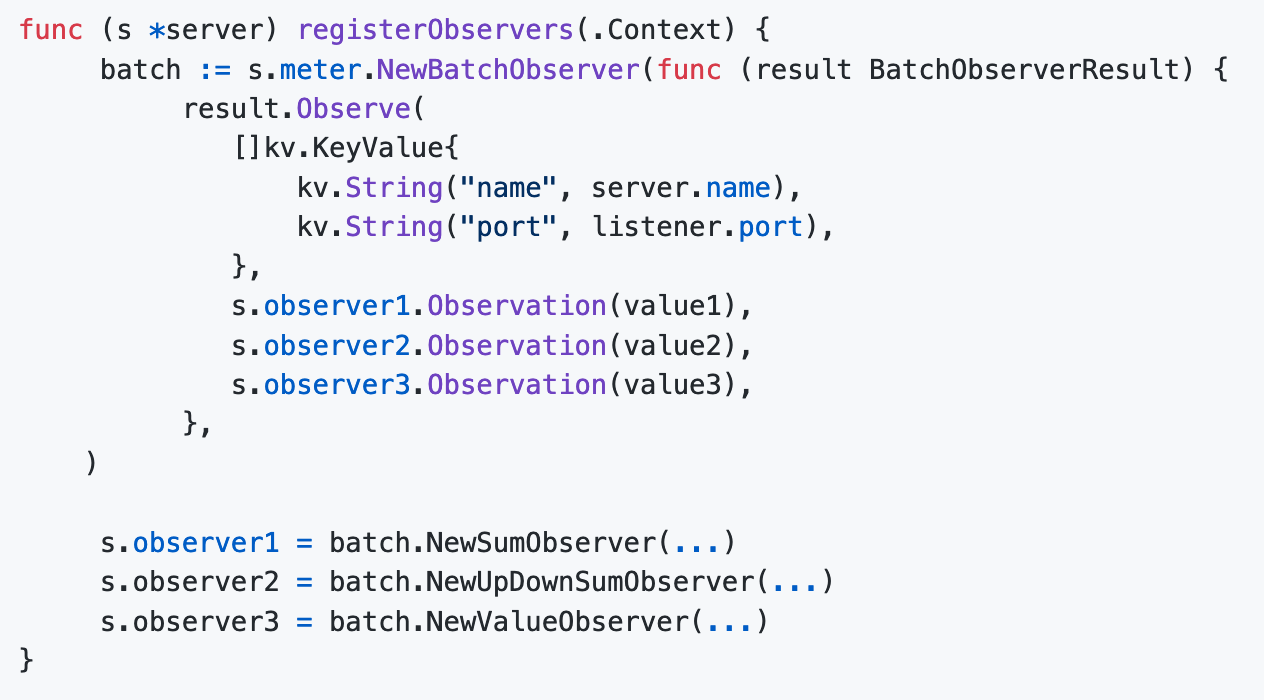 func (s *server) registerObservers(.Context) {
     batch := s.meter.NewBatchObserver(func (result BatchObserverResult) {
          result.Observe(
             []kv.KeyValue{
                 kv.String("name", server.name),
                 kv.String("port", listener.port),
             },
             s.observer1.Observation(value1),
             s.observer2.Observation(value2),
             s.observer3.Observation(value3),
          },
    )

     s.observer1 = batch.NewSumObserver(...)
     s.observer2 = batch.NewUpDownSumObserver(...)
     s.observer3 = batch.NewValueObserver(...)
}